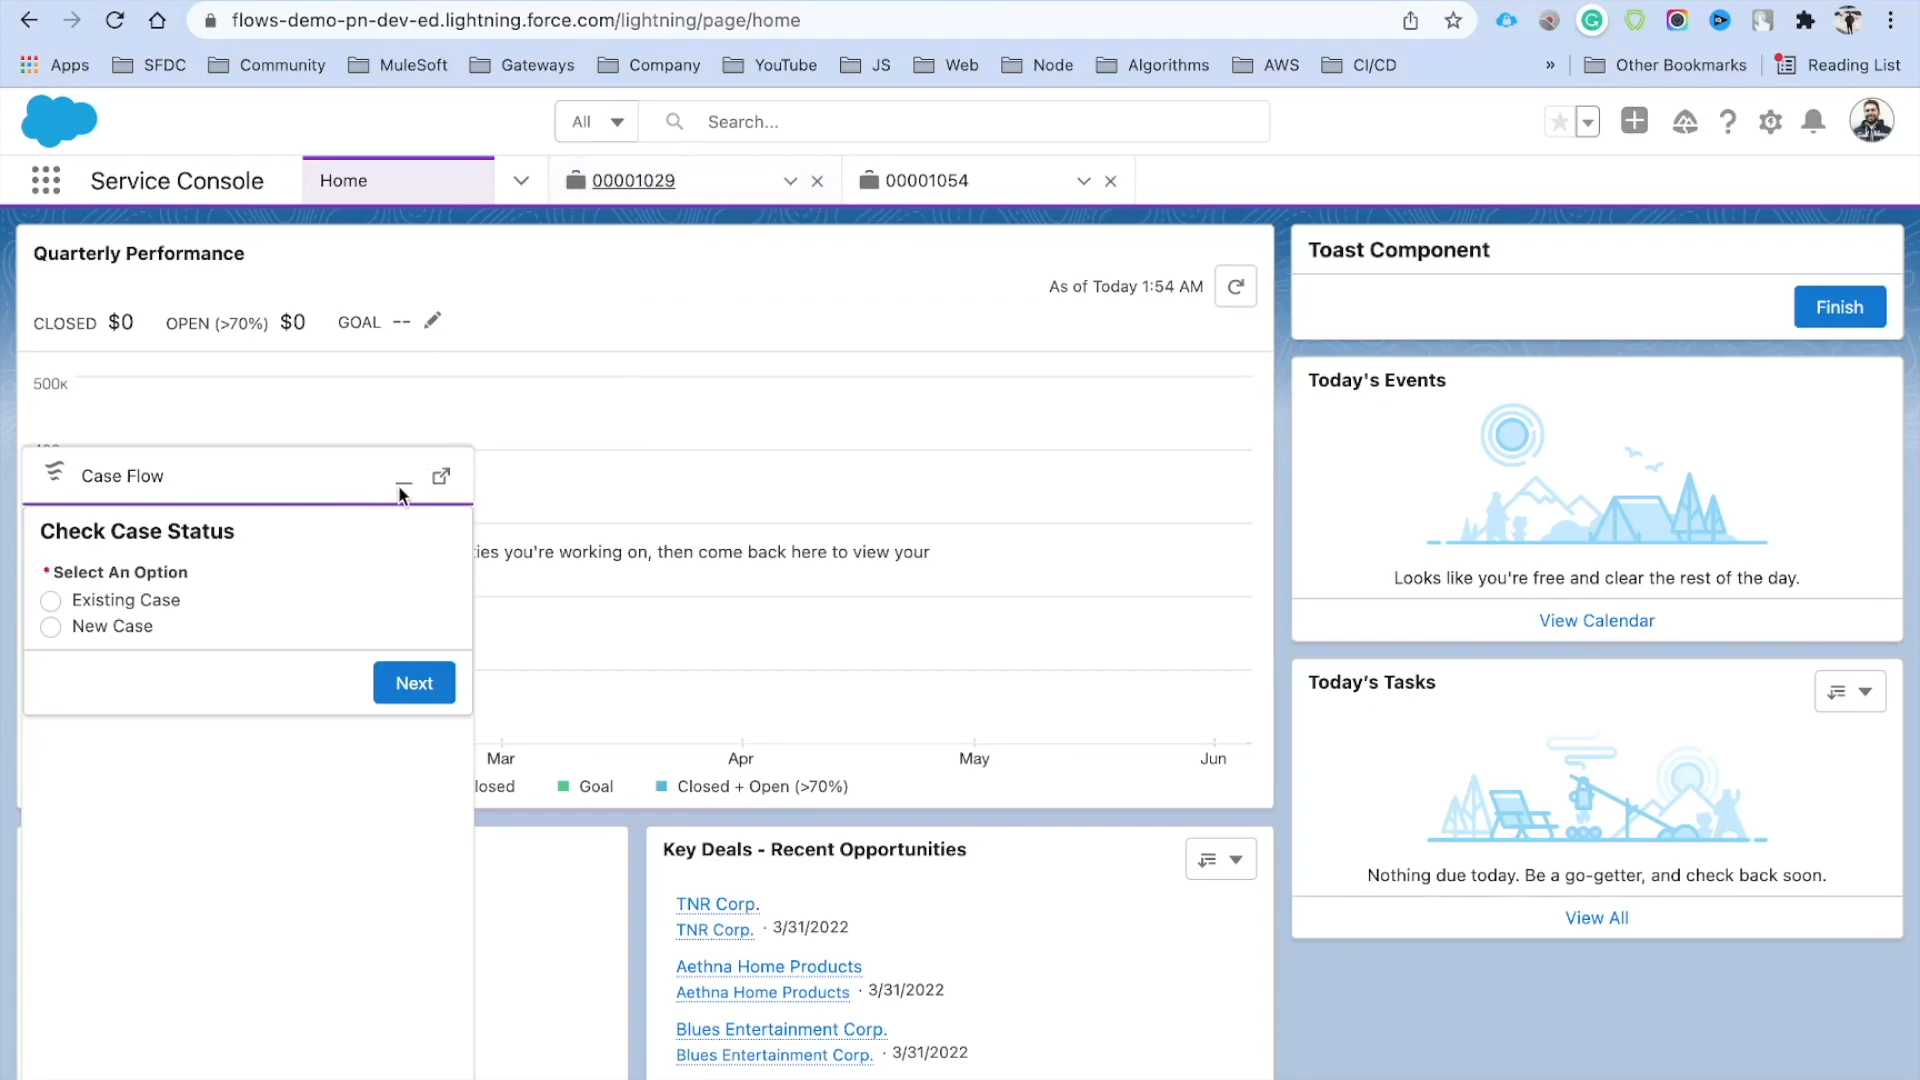 flows-demo-pn-dev-ed.lightning.force.com/lightning/page/home
Apps SFDC Community MuleSoft Gateways Company YouTube JS Web Node Algorithms AWS CI/CD » Other Bookmarks Reading List
All Search...
Service Console Home 00001029 00001054
Quarterly Performance
As of Today 1:54 AM
CLOSED $0 OPEN (>70%) $0 GOAL --
500K
Case Flow
Check Case Status
*Select An Option
Existing Case
New Case
Next
ties you're working on, then come back here to view your
Mar Apr May Jun
losed Goal Closed + Open (>70%)
Key Deals - Recent Opportunities
TNR Corp.
TNR Corp. · 3/31/2022
Aethna Home Products
Aethna Home Products · 3/31/2022
Blues Entertainment Corp.
Blues Entertainment Corp. · 3/31/2022
Toast Component
Finish
Today's Events
Looks like you're free and clear the rest of the day.
View Calendar
Today's Tasks
Nothing due today. Be a go-getter, and check back soon.
View All